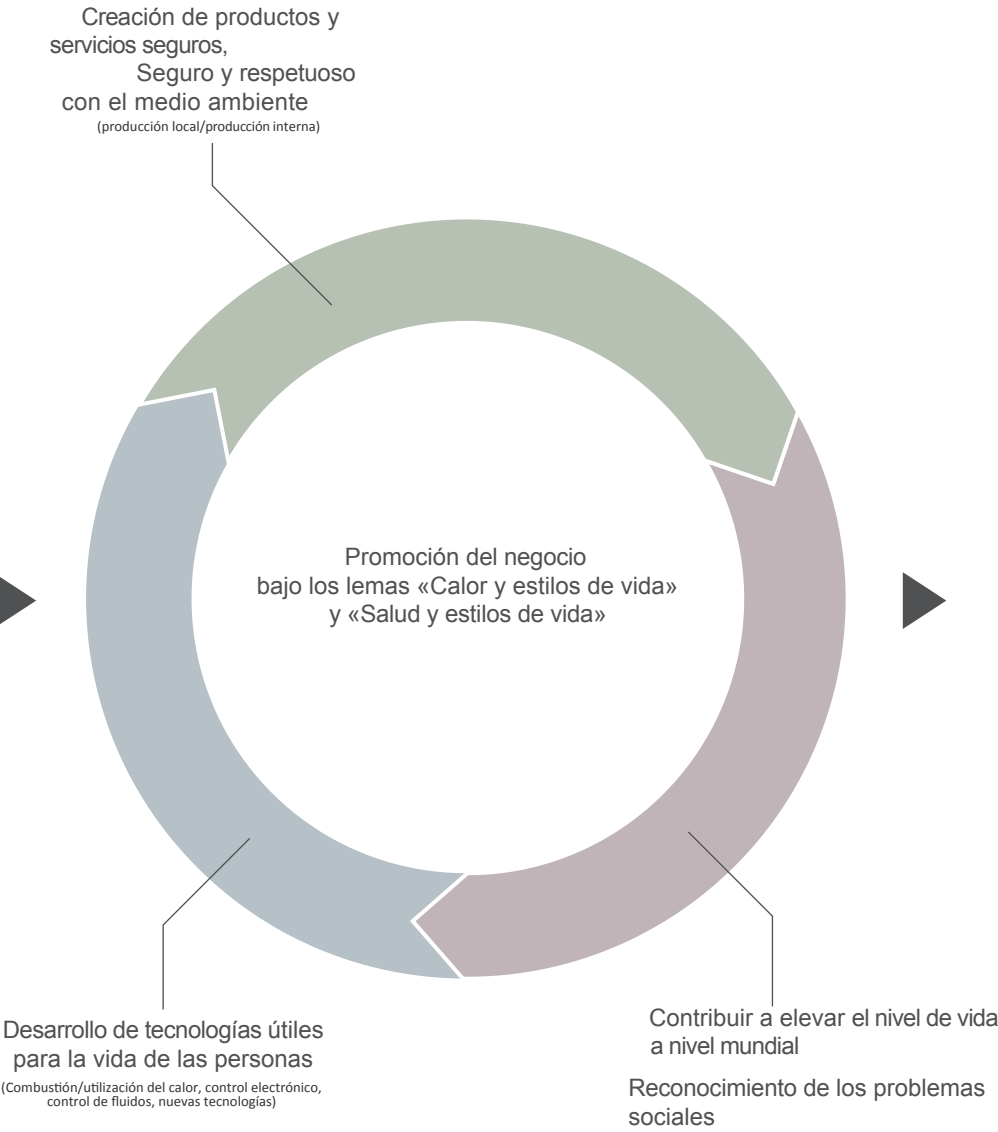 Creación de productos y
servicios seguros,
Seguro y respetuoso
con el medio ambiente
(producción local/producción interna)
Promoción del negocio
bajo los lemas «Calor y estilos de vida»
y «Salud y estilos de vida»
Desarrollo de tecnologías útiles
para la vida de las personas
(Combustión/utilización del calor, control electrónico,
control de fluidos, nuevas tecnologías)
Contribuir a elevar el nivel de vida
a nivel mundial
Reconocimiento de los problemas
sociales